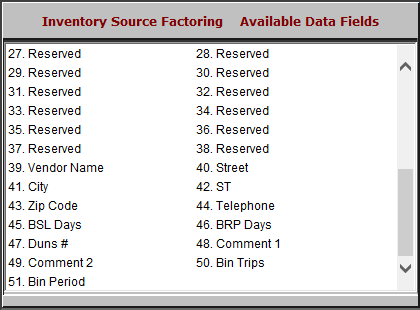 Inventory Source Factoring Available Data Fields
27. Reserved 28. Reserved
29. Reserved 30. Reserved
31. Reserved 32. Reserved
33. Reserved 34. Reserved
35. Reserved 36. Reserved
37. Reserved 38. Reserved
39. Vendor Name 40. Street
41. City 42. ST
43. Zip Code 44. Telephone
45. BSL Days 46. BRP Days
47. Duns # 48. Comment 1
49. Comment 2 50. Bin Trips
51. Bin Period